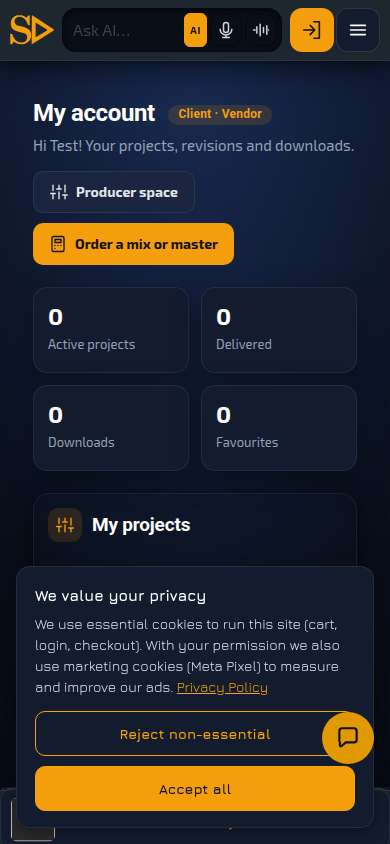 SD
Ask AI...
AI
My account
Client · Vendor
Hi Test! Your projects, revisions and downloads.
Producer space
Order a mix or master
0
Active projects
0
Delivered
0
Downloads
0
Favourites
My projects
We value your privacy
We use essential cookies to run this site (cart,
login, checkout). With your permission we also
use marketing cookies (Meta Pixel) to measure
and improve our ads. Privacy Policy
Reject non-essential
Accept all